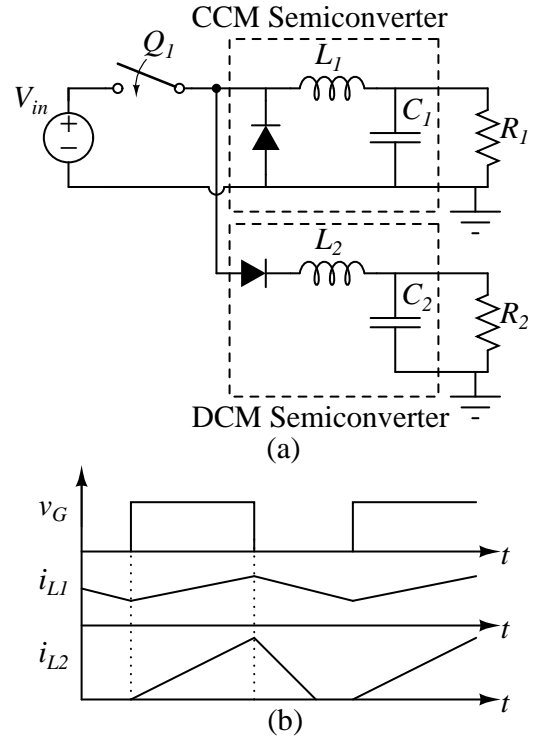 CCM Semiconverter
Q1
L1
Vin
C1
R1
L2
C2
R2
DCM Semiconverter
(a)
vG
t
iL1
t
iL2
t
(b)